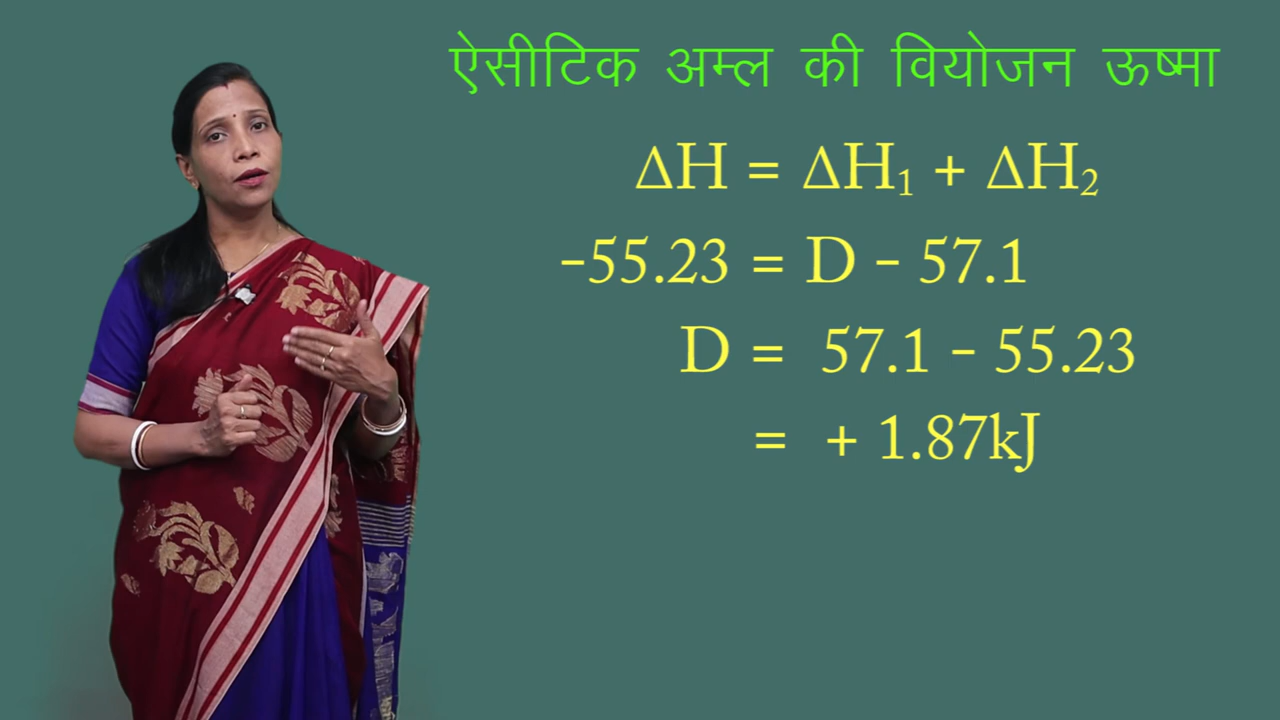 ऐसीटिक अम्ल की वियोजन ऊष्मा
ΔH = ΔH₁ + ΔH₂
-55.23 = D - 57.1
D = 57.1 - 55.23
= + 1.87kJ